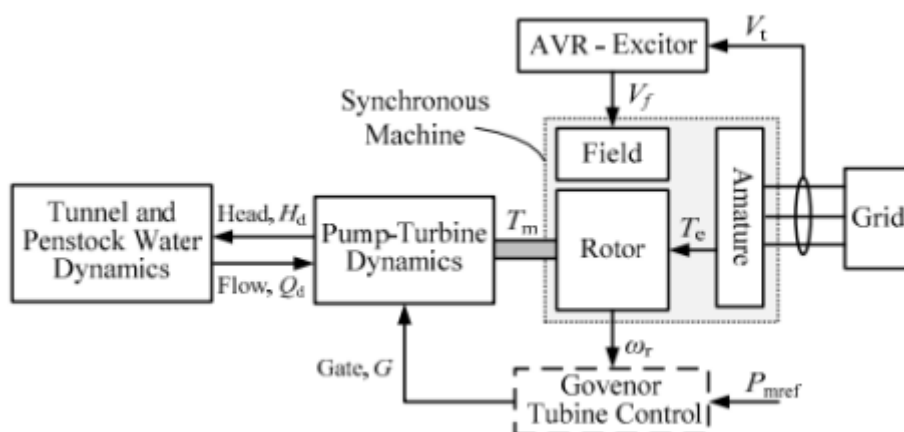 AVR - Excitor
V_t
V_f
Synchronous
Machine
Field
Amature
Grid
Tunnel and
Penstock Water
Dynamics
Head, H_d
Flow, Q_d
Pump-Turbine
Dynamics
T_m
Rotor
T_e
ω_r
Gate, G
Govenor
Tubine Control
P_mref